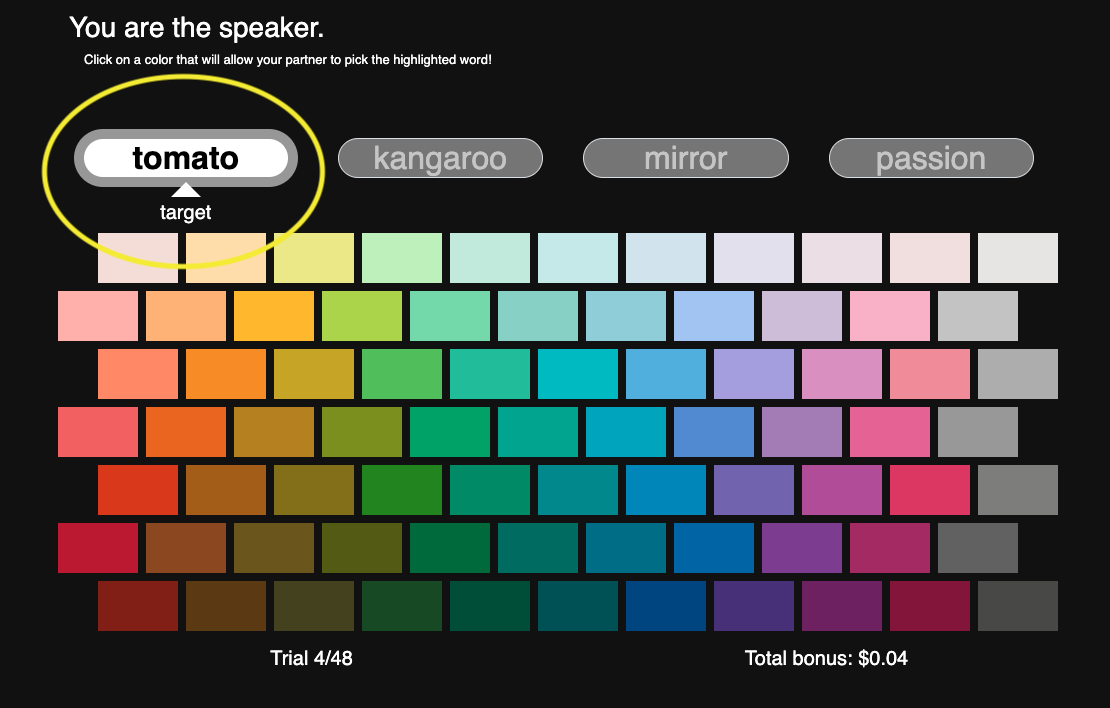 You are the speaker.
Click on a color that will allow your partner to pick the highlighted word!
tomato kangaroo mirror passion
target
Trial 4/48 Total bonus: $0.04